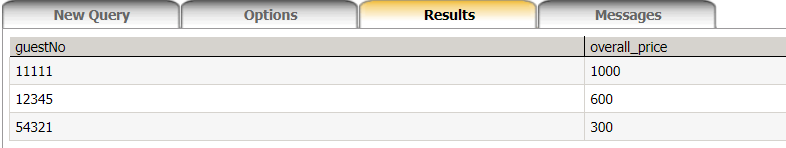 New Query Options Results Messages
guestNo overall_price
11111 1000
12345 600
54321 300